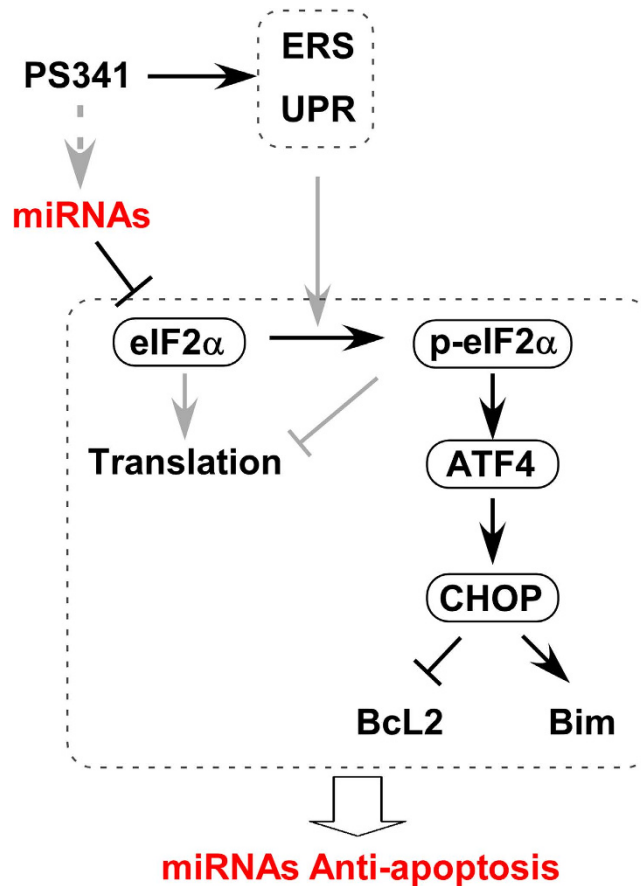 ERS
PS341
UPR
miRNAs
eIF2α
p-eIF2α
Translation
ATF4
CHOP
BcL2
Bim
miRNAs Anti-apoptosis